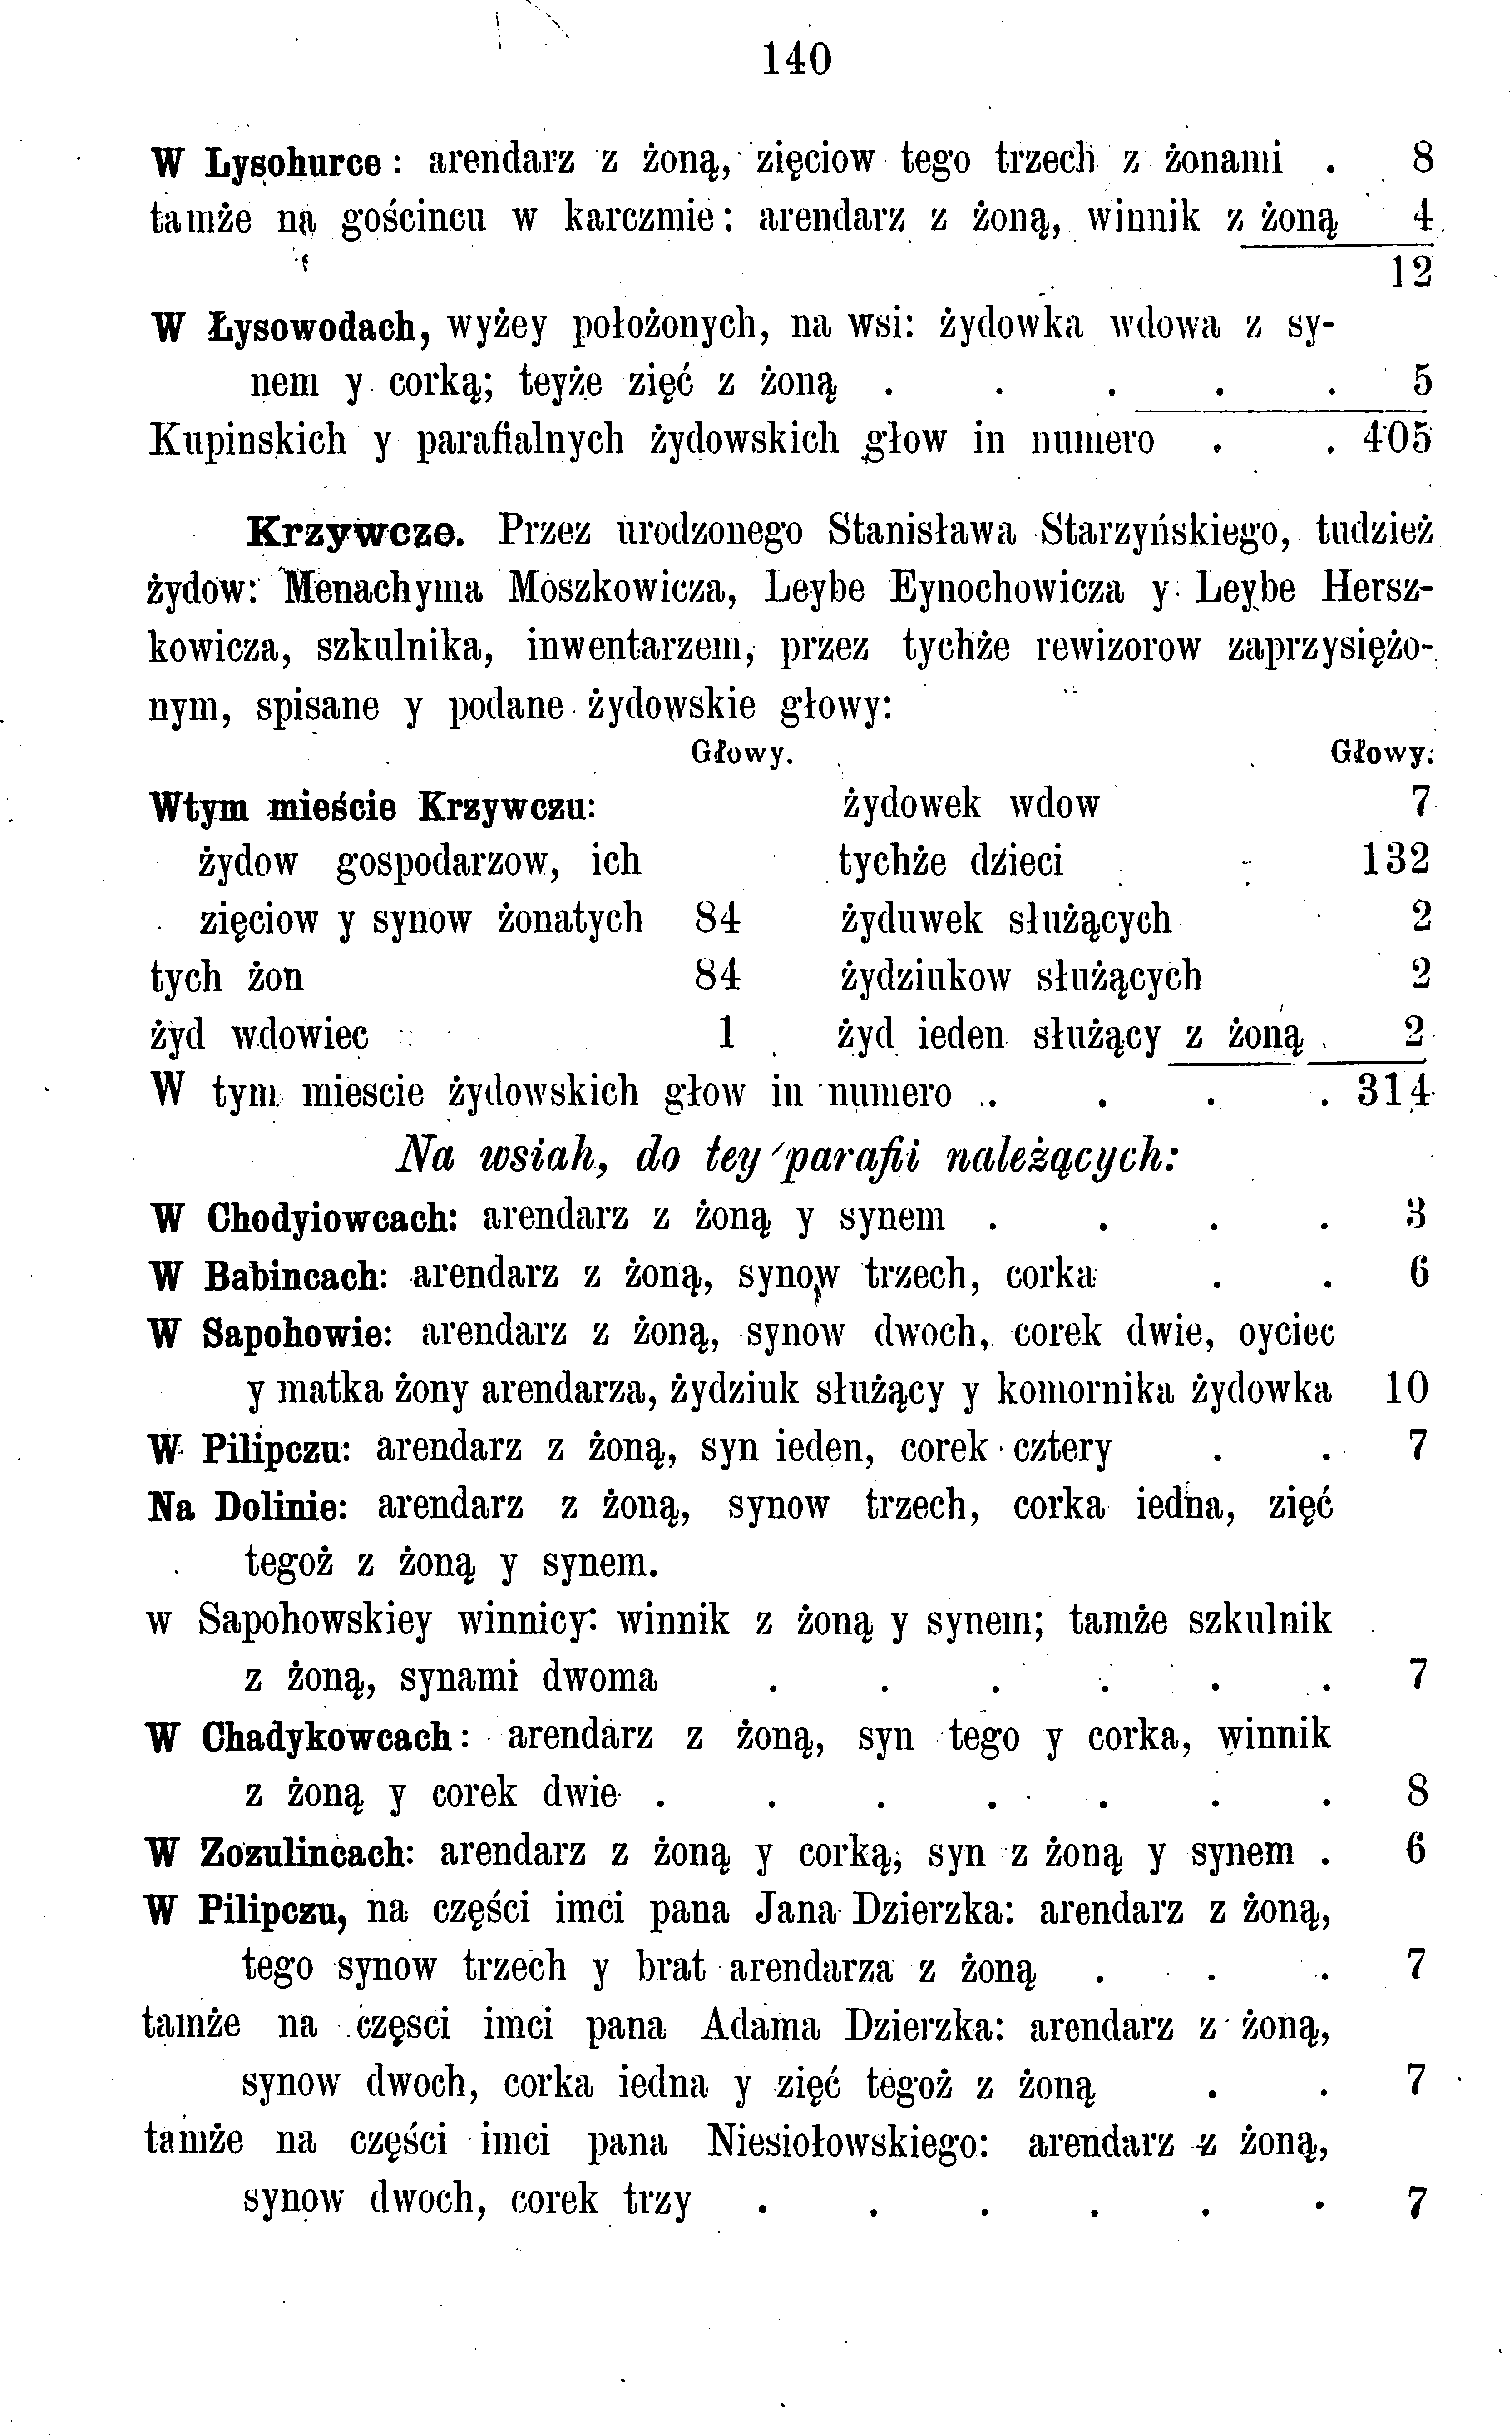 140
W Lysohurce: arendarz z żoną, zięciow tego trzech z żonami . 8
tamże na gościncu w karczmie: arendarz z żoną, winnik z żoną 4
12
W Łysowodach, wyżey położonych, na wsi: żydowka wdowa z sy-
nem y corką; teyże zięć z żoną . . . . . 5
Kupinskich y parafialnych żydowskich głow in numero . . 405
Krzywcze. Przez urodzonego Stanisława Starzyńskiego, tudzież
żydow: Menachyma Moszkowicza, Leybe Eynochowicza y Leybe Hersz-
kowicza, szkulnika, inwentarzem, przez tychże rewizorow zaprzysiężo-
nym, spisane y podane żydowskie głowy:
Głowy. Głowy.
Wtym mieście Krzywczu: żydowek wdow 7
żydow gospodarzow, ich tychże dzieci 132
zięciow y synow żonatych 84 żyduwek służących 2
tych żon 84 żydziukow służących 2
żyd wdowiec 1 żyd ieden służący z żoną . 2
W tym miescie żydowskich głow in numero . . . . 314
Na wsiah, do tey parafii należących:
W Chodyiowcach: arendarz z żoną y synem . . . . 3
W Babincach: arendarz z żoną, synow trzech, corka . . 6
W Sapohowie: arendarz z żoną, synow dwoch, corek dwie, oyciec
y matka żony arendarza, żydziuk służący y komornika żydowka 10
W Pilipczu: arendarz z żoną, syn ieden, corek cztery . . 7
Na Dolinie: arendarz z żoną, synow trzech, corka iedna, zięć
tegoż z żoną y synem.
w Sapohowskiey winnicy: winnik z żoną y synem; tamże szkulnik
z żoną, synami dwoma . . . . . . 7
W Chadykowcach: arendarz z żoną, syn tego y corka, winnik
z żoną y corek dwie . . . . . . . 8
W Zozulincach: arendarz z żoną y corką, syn z żoną y synem . 6
W Pilipczu, na części imci pana Jana Dzierzka: arendarz z żoną,
tego synow trzech y brat arendarza z żoną . . . 7
tamże na częsci imci pana Adama Dzierzka: arendarz z żoną,
synow dwoch, corka iedna y zięć tegoż z żoną . . 7
tamże na części imci pana Niesiołowskiego: arendarz z żoną,
synow dwoch, corek trzy . . . . . . 7